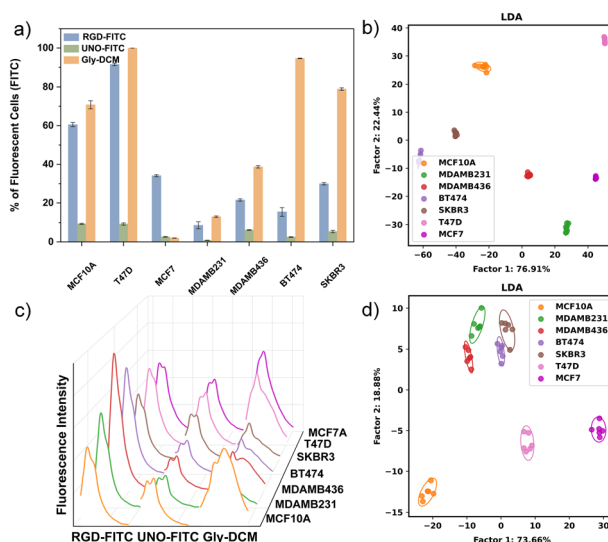 a)
RGD-FITC
UNO-FITC
Gly-DCM
% of Fluorescent Cells (FITC)
100
80
60
40
20
0
MCF10A
T47D
MCF7
MDAMB231
MDAMB436
BT474
SKBR3
b)
LDA
Factor 2: 22.44%
30
20
10
0
−10
−20
−30
MCF10A
MDAMB231
MDAMB436
BT474
SKBR3
T47D
MCF7
−60
−40
−20
0
20
40
Factor 1: 76.91%
c)
Fluorescence Intensity
MCF7A
T47D
SKBR3
BT474
MDAMB436
MDAMB231
MCF10A
RGD-FITC UNO-FITC Gly-DCM
d)
LDA
Factor 2: 18.88%
10
5
0
−5
−10
−15
MCF10A
MDAMB231
MDAMB436
BT474
SKBR3
T47D
MCF7
−20
−10
0
10
20
30
Factor 1: 73.66%